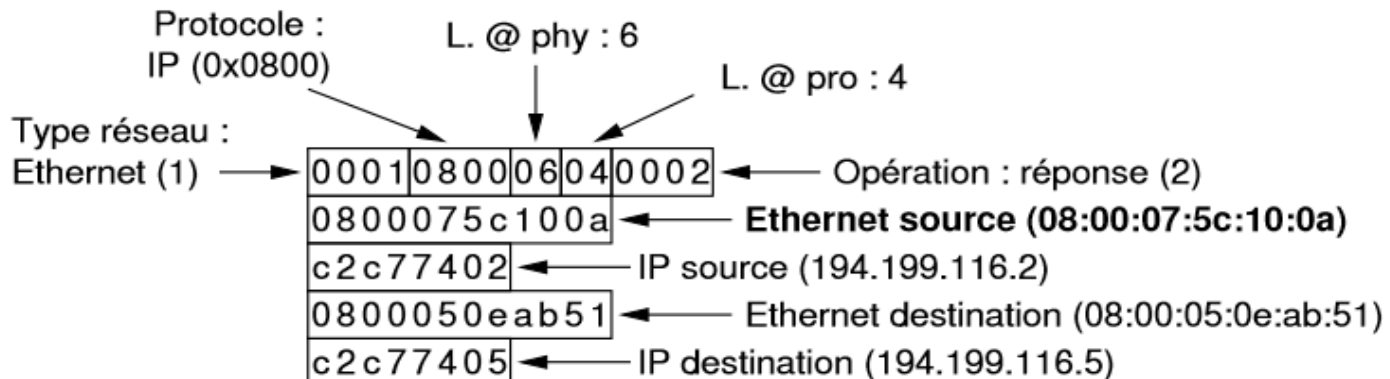 Protocole :
IP (0x0800)
L. @ phy : 6
L. @ pro : 4
Type réseau :
Ethernet (1)
0001 0800 06 04 0002
Opération : réponse (2)
0800075c100a
Ethernet source (08:00:07:5c:10:0a)
c2c77402
IP source (194.199.116.2)
0800050eab51
Ethernet destination (08:00:05:0e:ab:51)
c2c77405
IP destination (194.199.116.5)